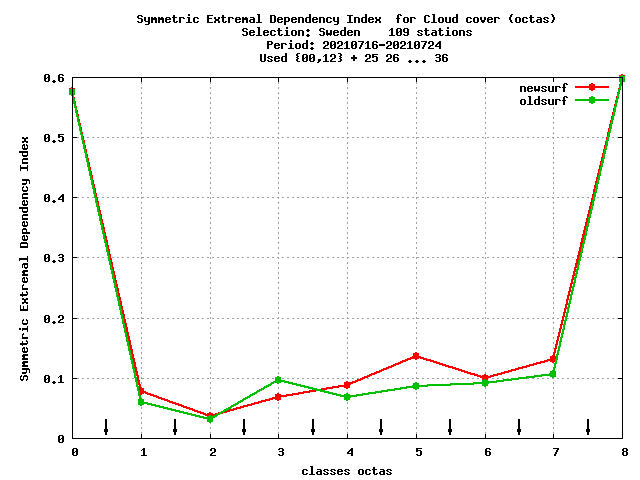 Symmetric Extremal Dependency Index  for Cloud cover (octas)
Selection: Sweden    109 stations
Period: 20210716-20210724
Used {00,12} + 25 26 ... 36
newsurf
oldsurf
Symmetric Extremal Dependency Index
0.6
0.5
0.4
0.3
0.2
0.1
0
0 1 2 3 4 5 6 7 8
classes octas